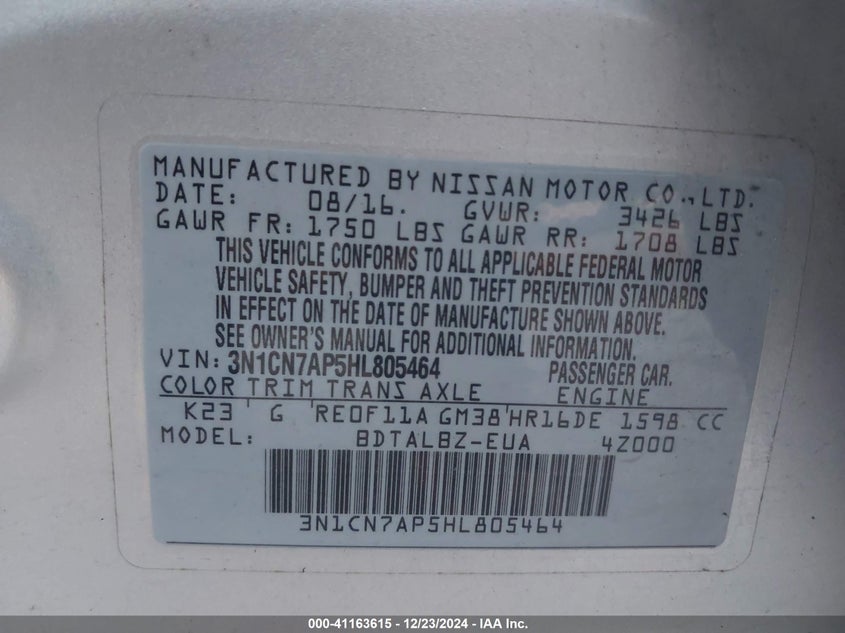 MANUFACTURED BY NISSAN MOTOR CO., LTD.
DATE: 08/16. GVWR: 3426 LBS
GAWR FR: 1750 LBS GAWR RR: 1708 LBS
THIS VEHICLE CONFORMS TO ALL APPLICABLE FEDERAL MOTOR
VEHICLE SAFETY, BUMPER AND THEFT PREVENTION STANDARDS
IN EFFECT ON THE DATE OF MANUFACTURE SHOWN ABOVE.
SEE OWNER'S MANUAL FOR ADDITIONAL INFORMATION.
VIN: 3N1CN7AP5HL805464 PASSENGER CAR.
COLOR TRIM TRANS AXLE ENGINE
K23 G RE0F11A GM38 HR16DE 1598 CC
MODEL: BDTALBZ-EUA 4Z000
3N1CN7AP5HL805464
000-41163615 - 12/23/2024 - IAA Inc.